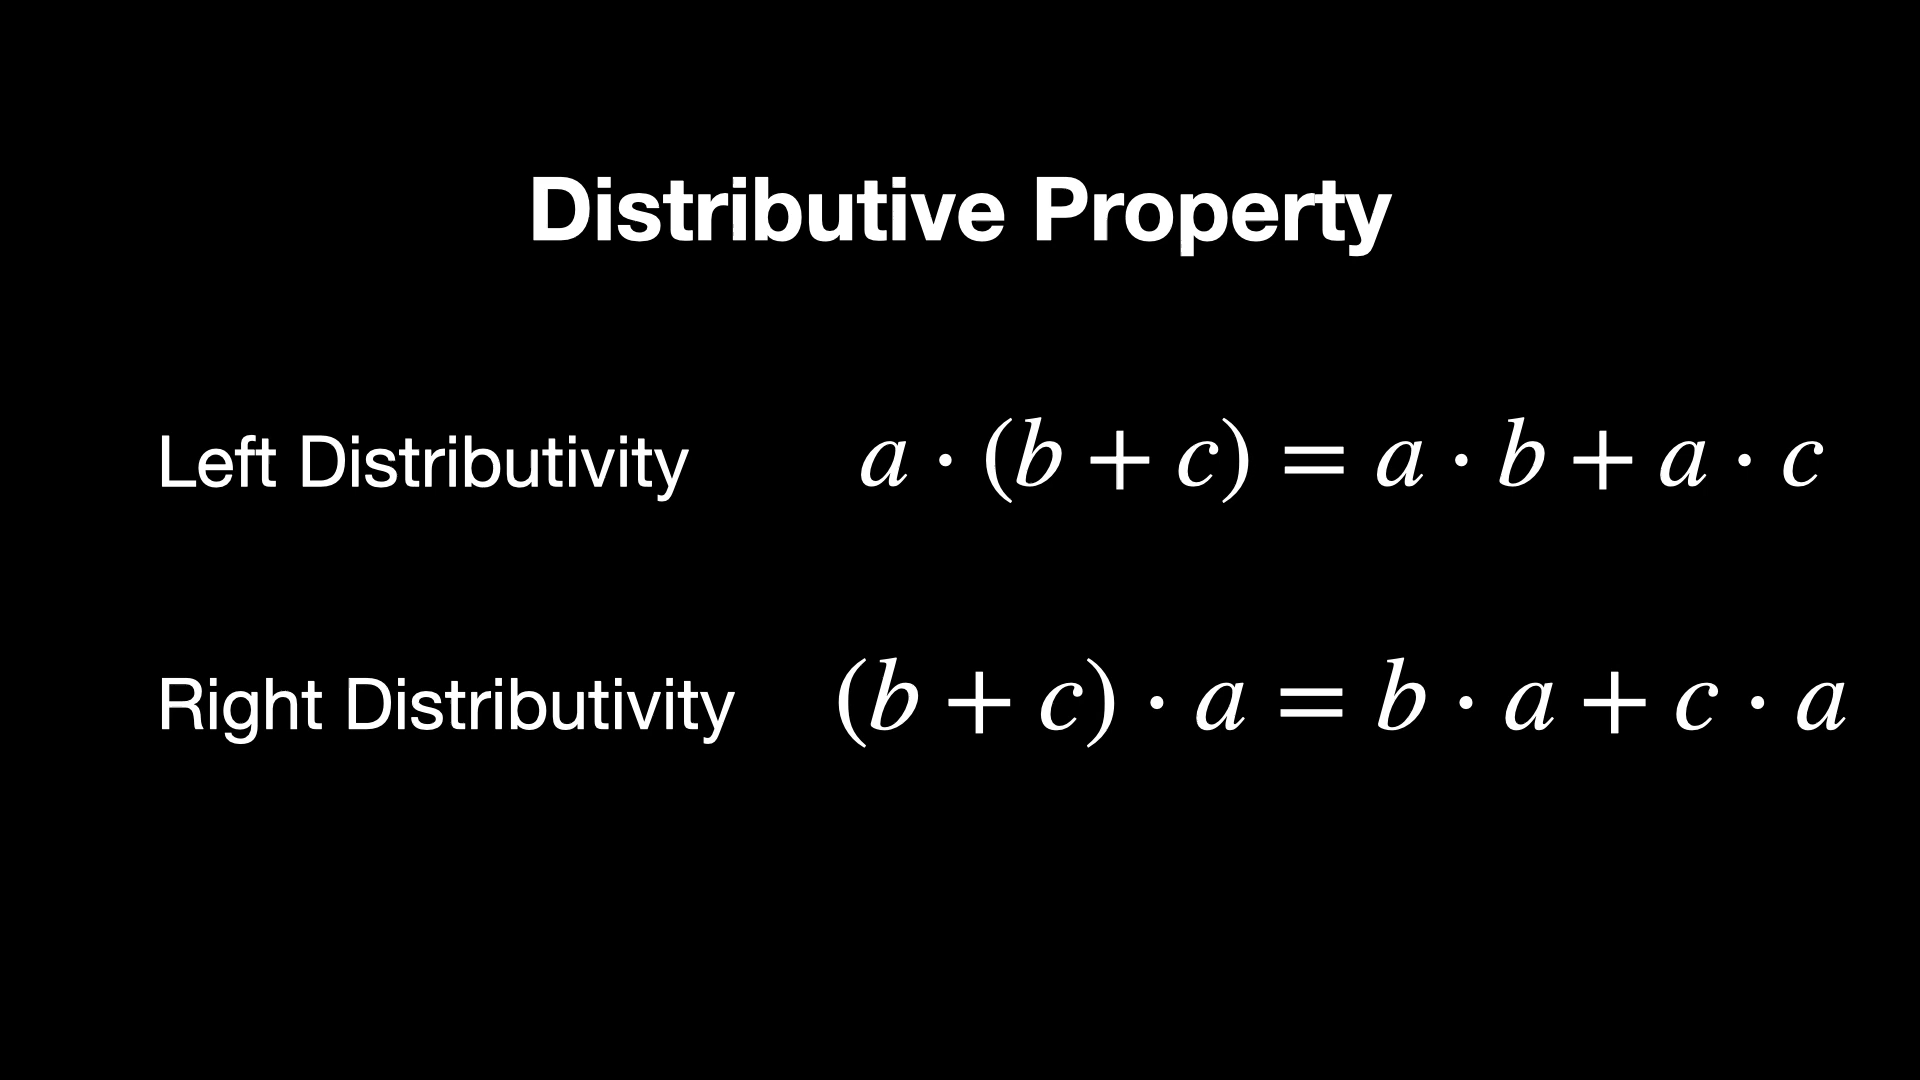 Distributive Property
Left Distributivity a · (b + c) = a · b + a · c
Right Distributivity (b + c) · a = b · a + c · a